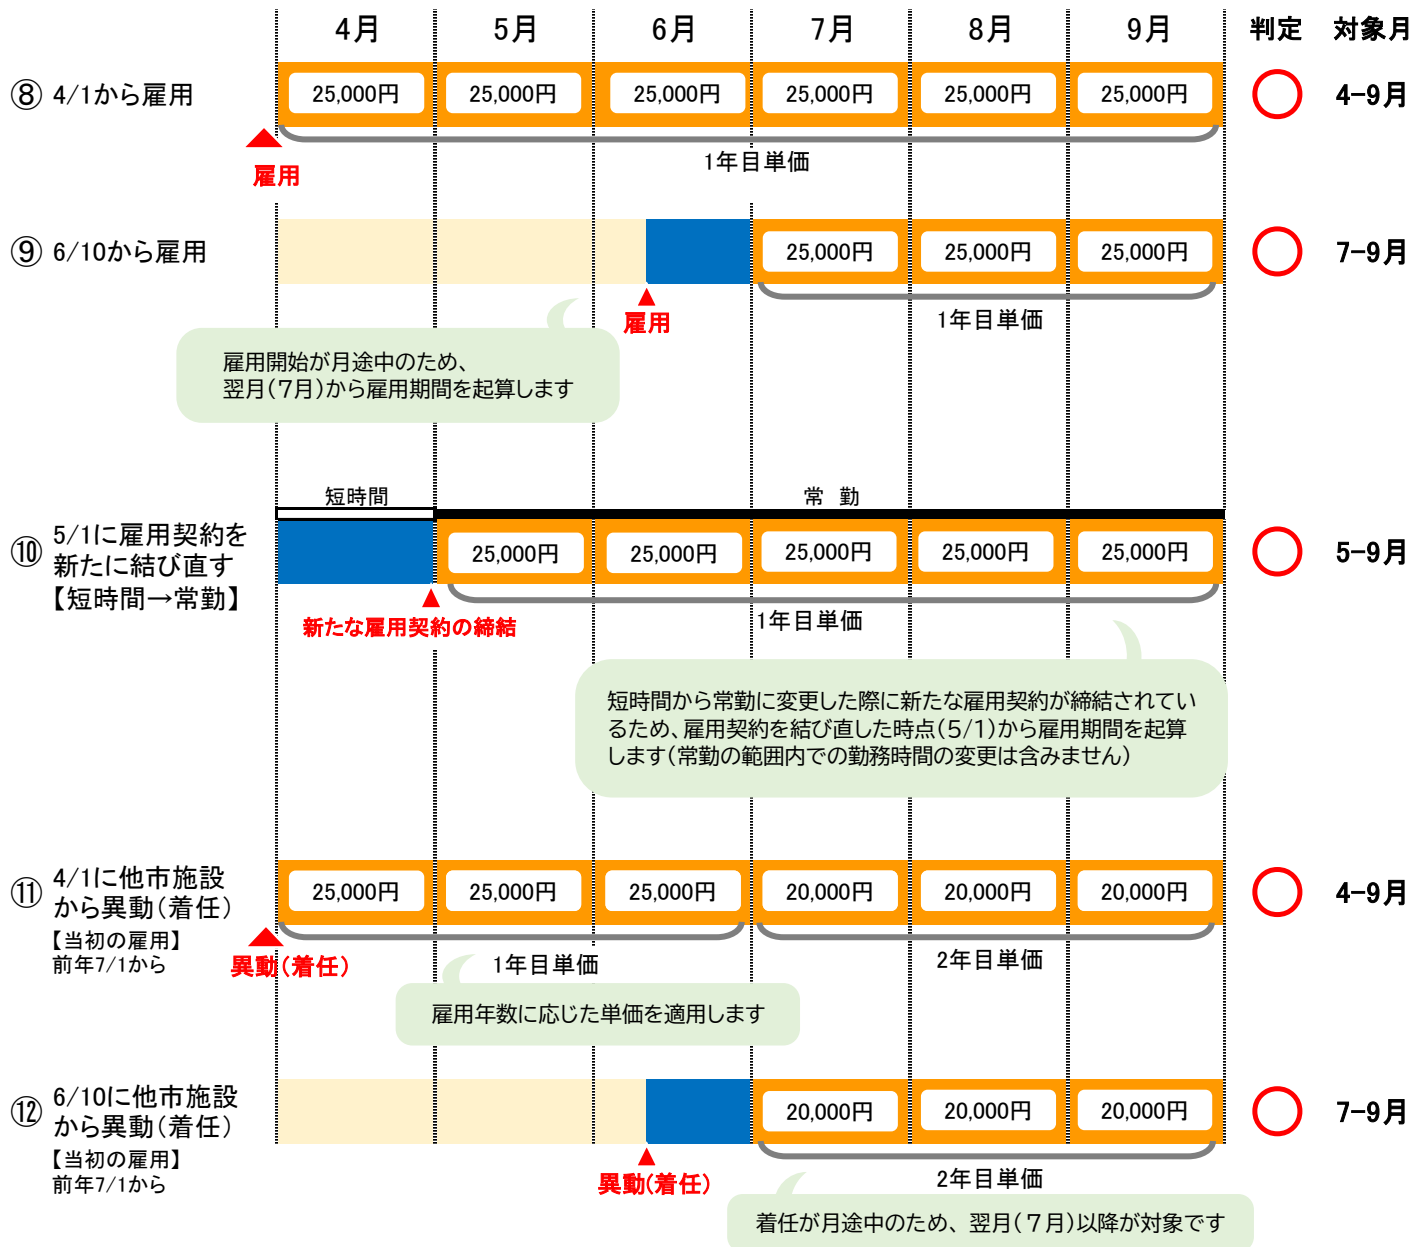 4月 5月 6月 7月 8月 9月 判定 対象月
⑧ 4/1から雇用 25,000円 25,000円 25,000円 25,000円 25,000円 25,000円 4-9月
1年目単価
雇用
⑨ 6/10から雇用 25,000円 25,000円 25,000円 7-9月
雇用 1年目単価
雇用開始が月途中のため、
翌月(7月)から雇用期間を起算します
短時間 常 勤
⑩ 5/1に雇用契約を
新たに結び直す
【短時間→常勤】
25,000円 25,000円 25,000円 25,000円 25,000円 5-9月
新たな雇用契約の締結 1年目単価
短時間から常勤に変更した際に新たな雇用契約が締結されてい
るため、雇用契約を結び直した時点(5/1)から雇用期間を起算
します(常勤の範囲内での勤務時間の変更は含みません)
⑪ 4/1に他市施設
から異動(着任)
【当初の雇用】
前年7/1から
25,000円 25,000円 25,000円 20,000円 20,000円 20,000円 4-9月
異動(着任) 1年目単価 2年目単価
雇用年数に応じた単価を適用します
⑫ 6/10に他市施設
から異動(着任)
【当初の雇用】
前年7/1から
20,000円 20,000円 20,000円 7-9月
異動(着任) 2年目単価
着任が月途中のため、翌月(7月)以降が対象です